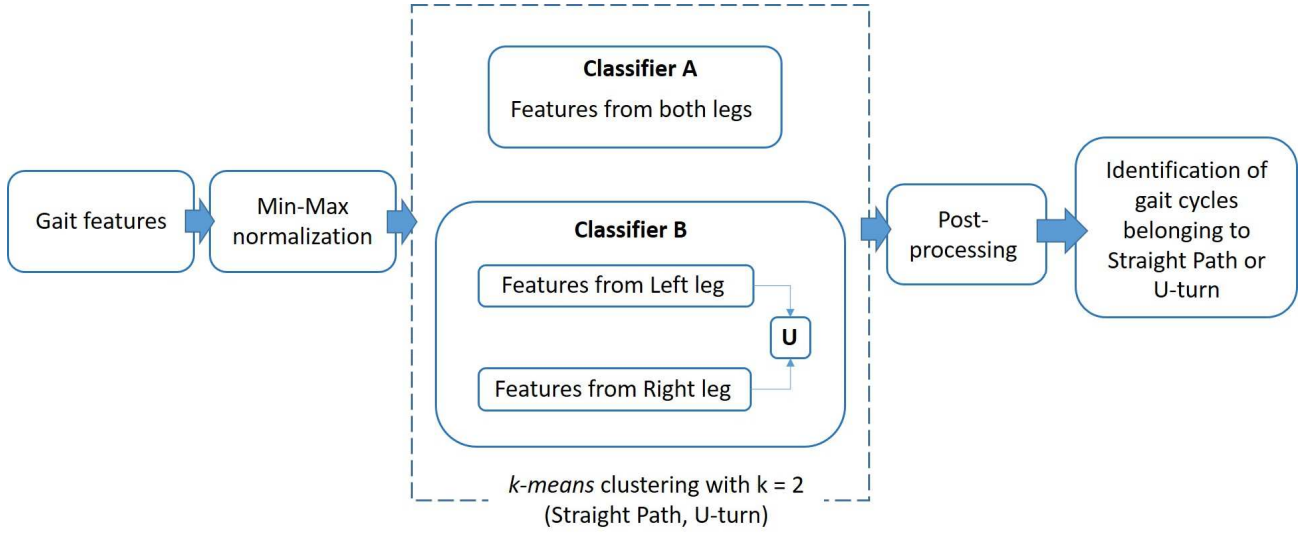 Gait features
Min-Max
normalization
Classifier A
Features from both legs
Classifier B
Features from Left leg
U
Features from Right leg
k-means clustering with k = 2
(Straight Path, U-turn)
Post-
processing
Identification of
gait cycles
belonging to
Straight Path or
U-turn